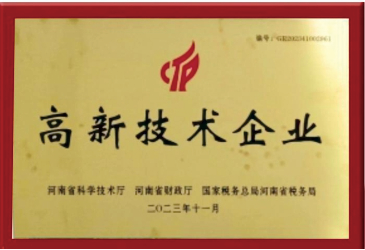 高新技术企业
河南省科学技术厅 河南省财政厅 国家税务总局河南省税务局
二〇二三年十一月